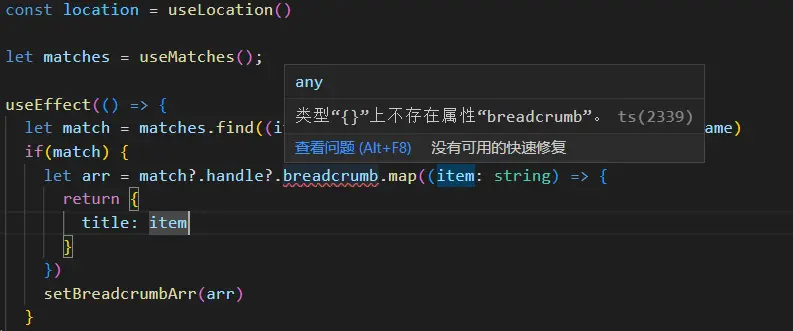 const location = useLocation()
let matches = useMatches();
any
类型“{}”上不存在属性“breadcrumb”。 ts(2339)
查看问题 (Alt+F8) 没有可用的快速修复
useEffect(() => {
let match = matches.find((it ame)
if(match) {
let arr = match?.handle?.breadcrumb.map((item: string) => {
return {
title: item
}
})
setBreadcrumbArr(arr)
}